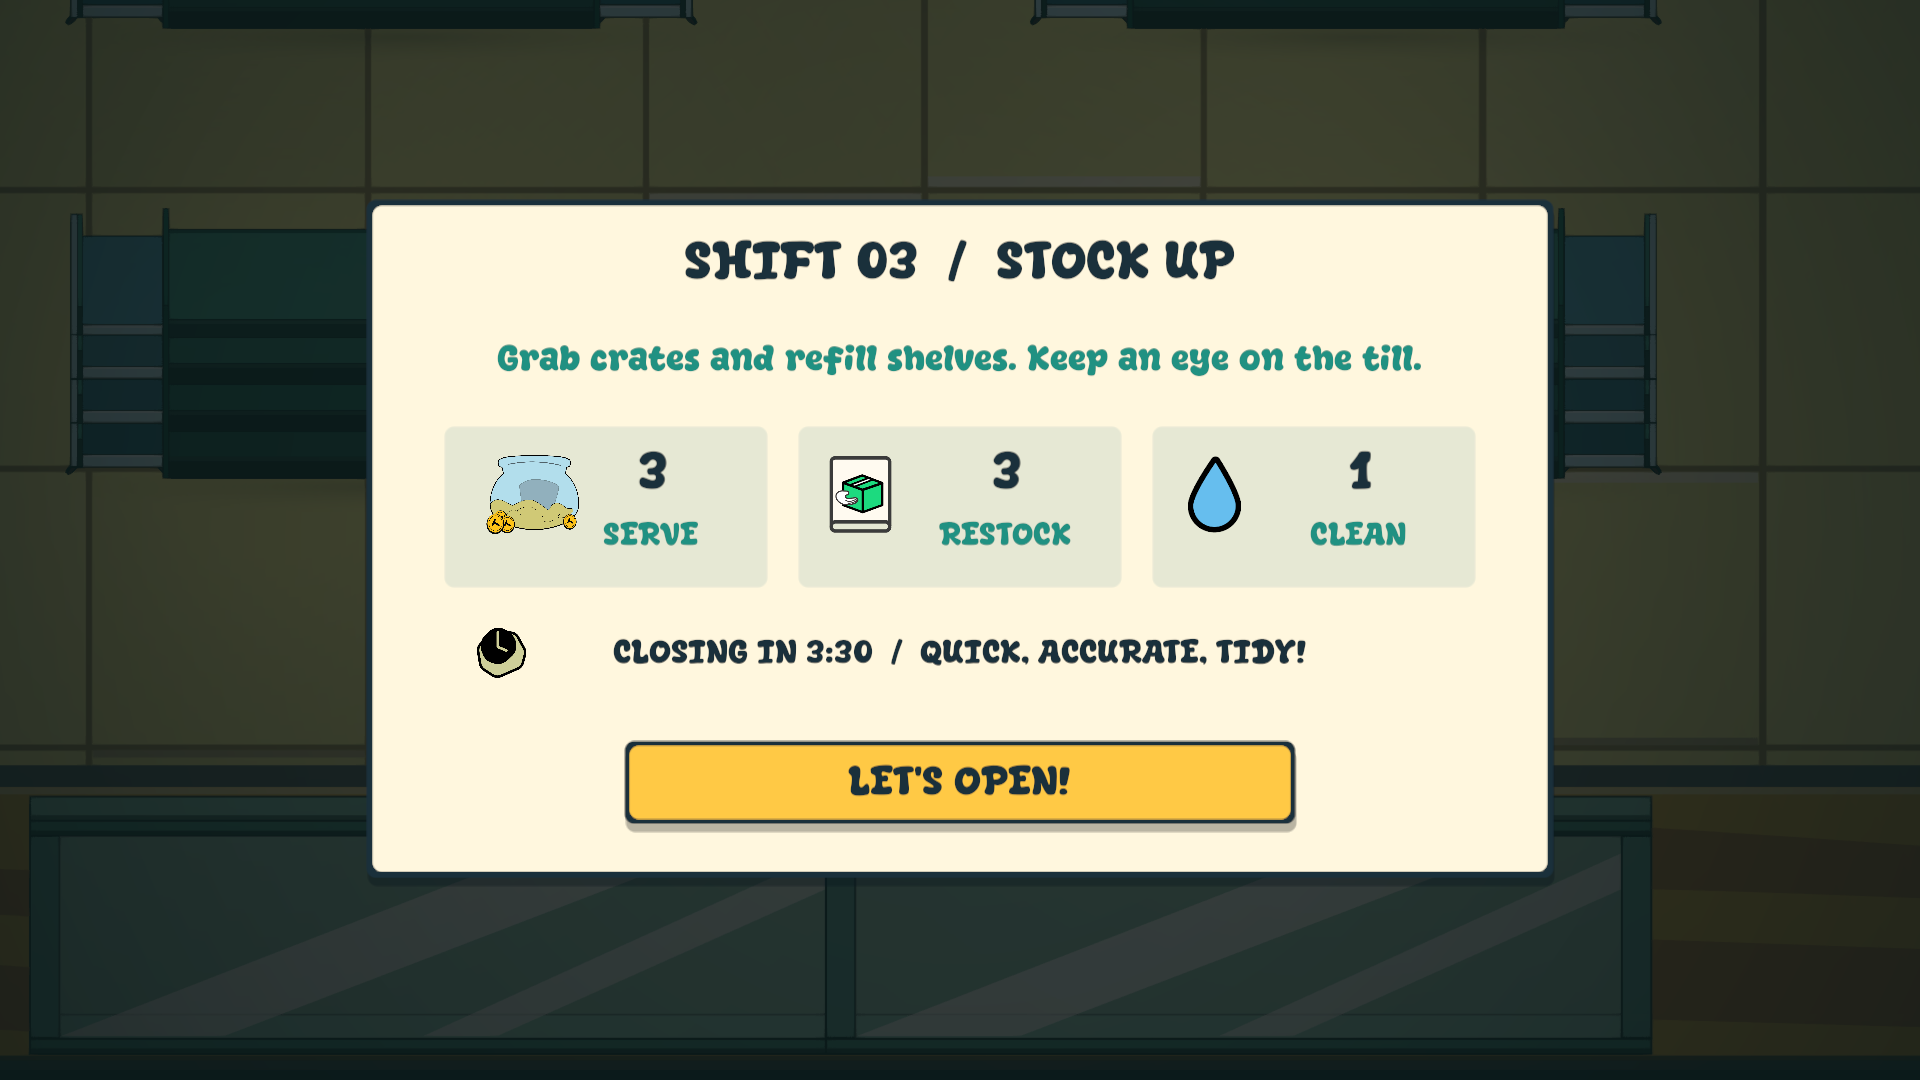 SHIFT 03 / STOCK UP
Grab crates and refill shelves. Keep an eye on the till.
3
SERVE
3
RESTOCK
1
CLEAN
CLOSING IN 3:30 / QUICK, ACCURATE, TIDY!
LET'S OPEN!